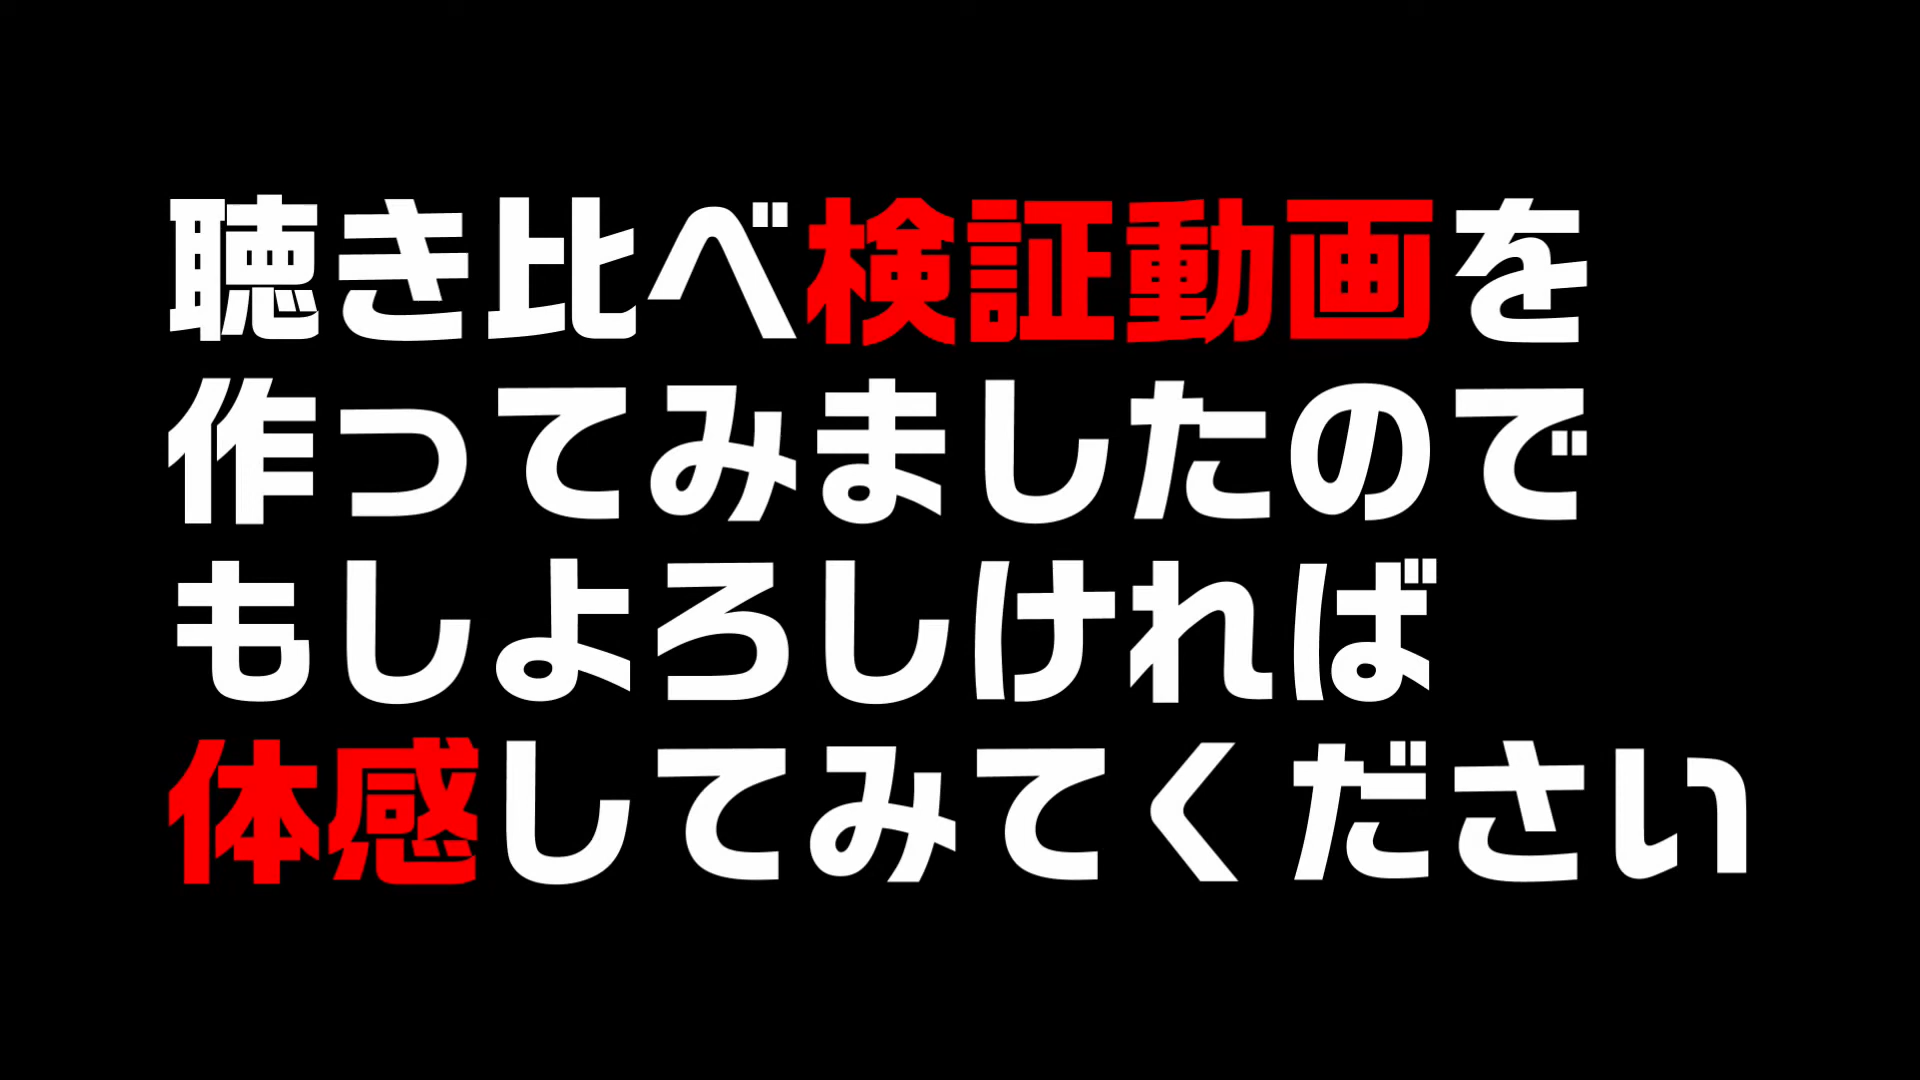 聴き比べ検証動画を
作ってみましたので
もしよろしければ
体感してみてください